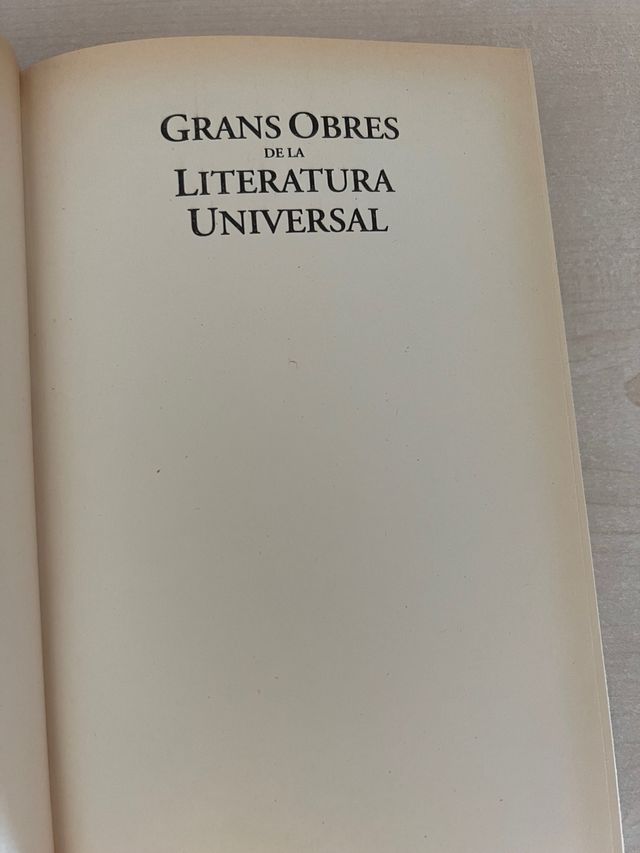 GRANS OBRES
DE LA
LITERATURA
UNIVERSAL